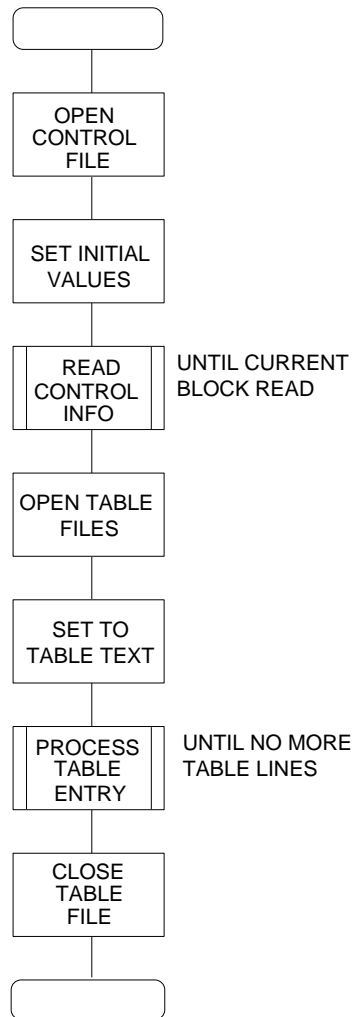 OPEN
CONTROL
FILE
SET INITIAL
VALUES
READ
CONTROL
INFO
UNTIL CURRENT
BLOCK READ
OPEN TABLE
FILES
SET TO
TABLE TEXT
PROCESS
TABLE
ENTRY
UNTIL NO MORE
TABLE LINES
CLOSE
TABLE
FILE